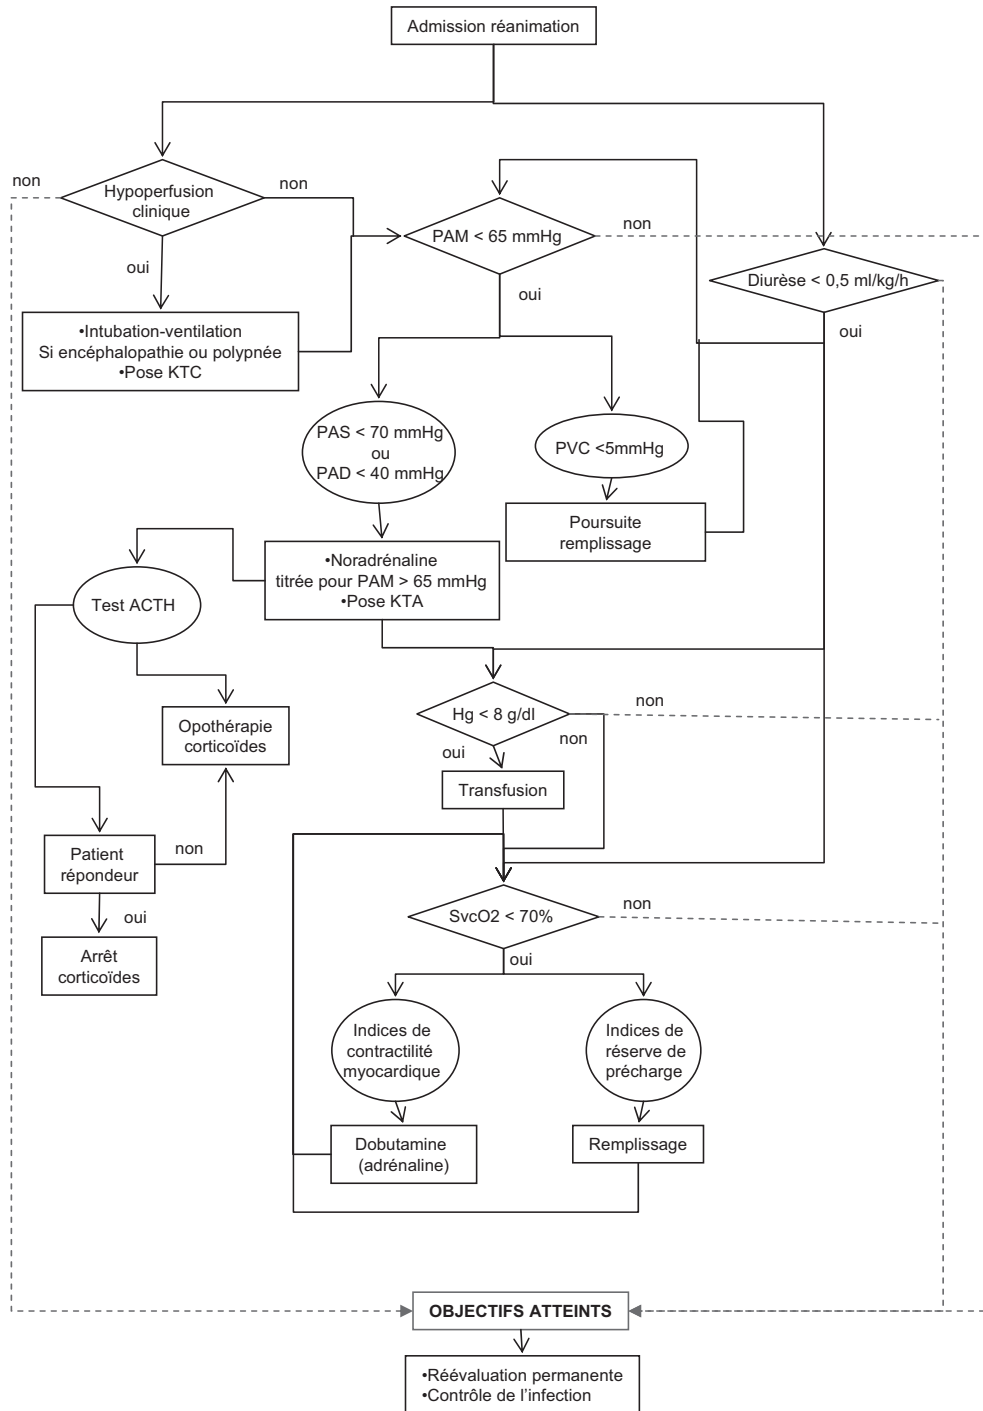 Admission réanimation
non
Hypoperfusion
clinique
non
PAM < 65 mmHg
non
Diurèse < 0,5 ml/kg/h
oui
oui
oui
•Intubation-ventilation
Si encéphalopathie ou polypnée
•Pose KTC
PAS < 70 mmHg
ou
PAD < 40 mmHg
PVC <5mmHg
Poursuite
remplissage
•Noradrénaline
titrée pour PAM > 65 mmHg
•Pose KTA
Test ACTH
Hg < 8 g/dl
non
non
oui
Opothérapie
corticoïdes
Transfusion
Patient
répondeur
non
oui
Arrêt
corticoïdes
SvcO2 < 70%
non
oui
Indices de
contractilité
myocardique
Indices de
réserve de
précharge
Dobutamine
(adrénaline)
Remplissage
OBJECTIFS ATTEINTS
•Réévaluation permanente
•Contrôle de l'infection